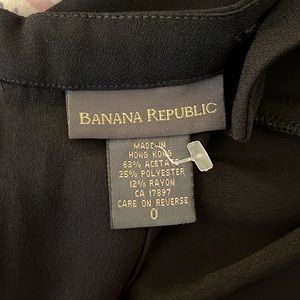 BANANA REPUBLIC
MADE IN
HONG KONG
63% ACETATE
25% POLYESTER
12% RAYON
CA 17897
CARE ON REVERSE
0